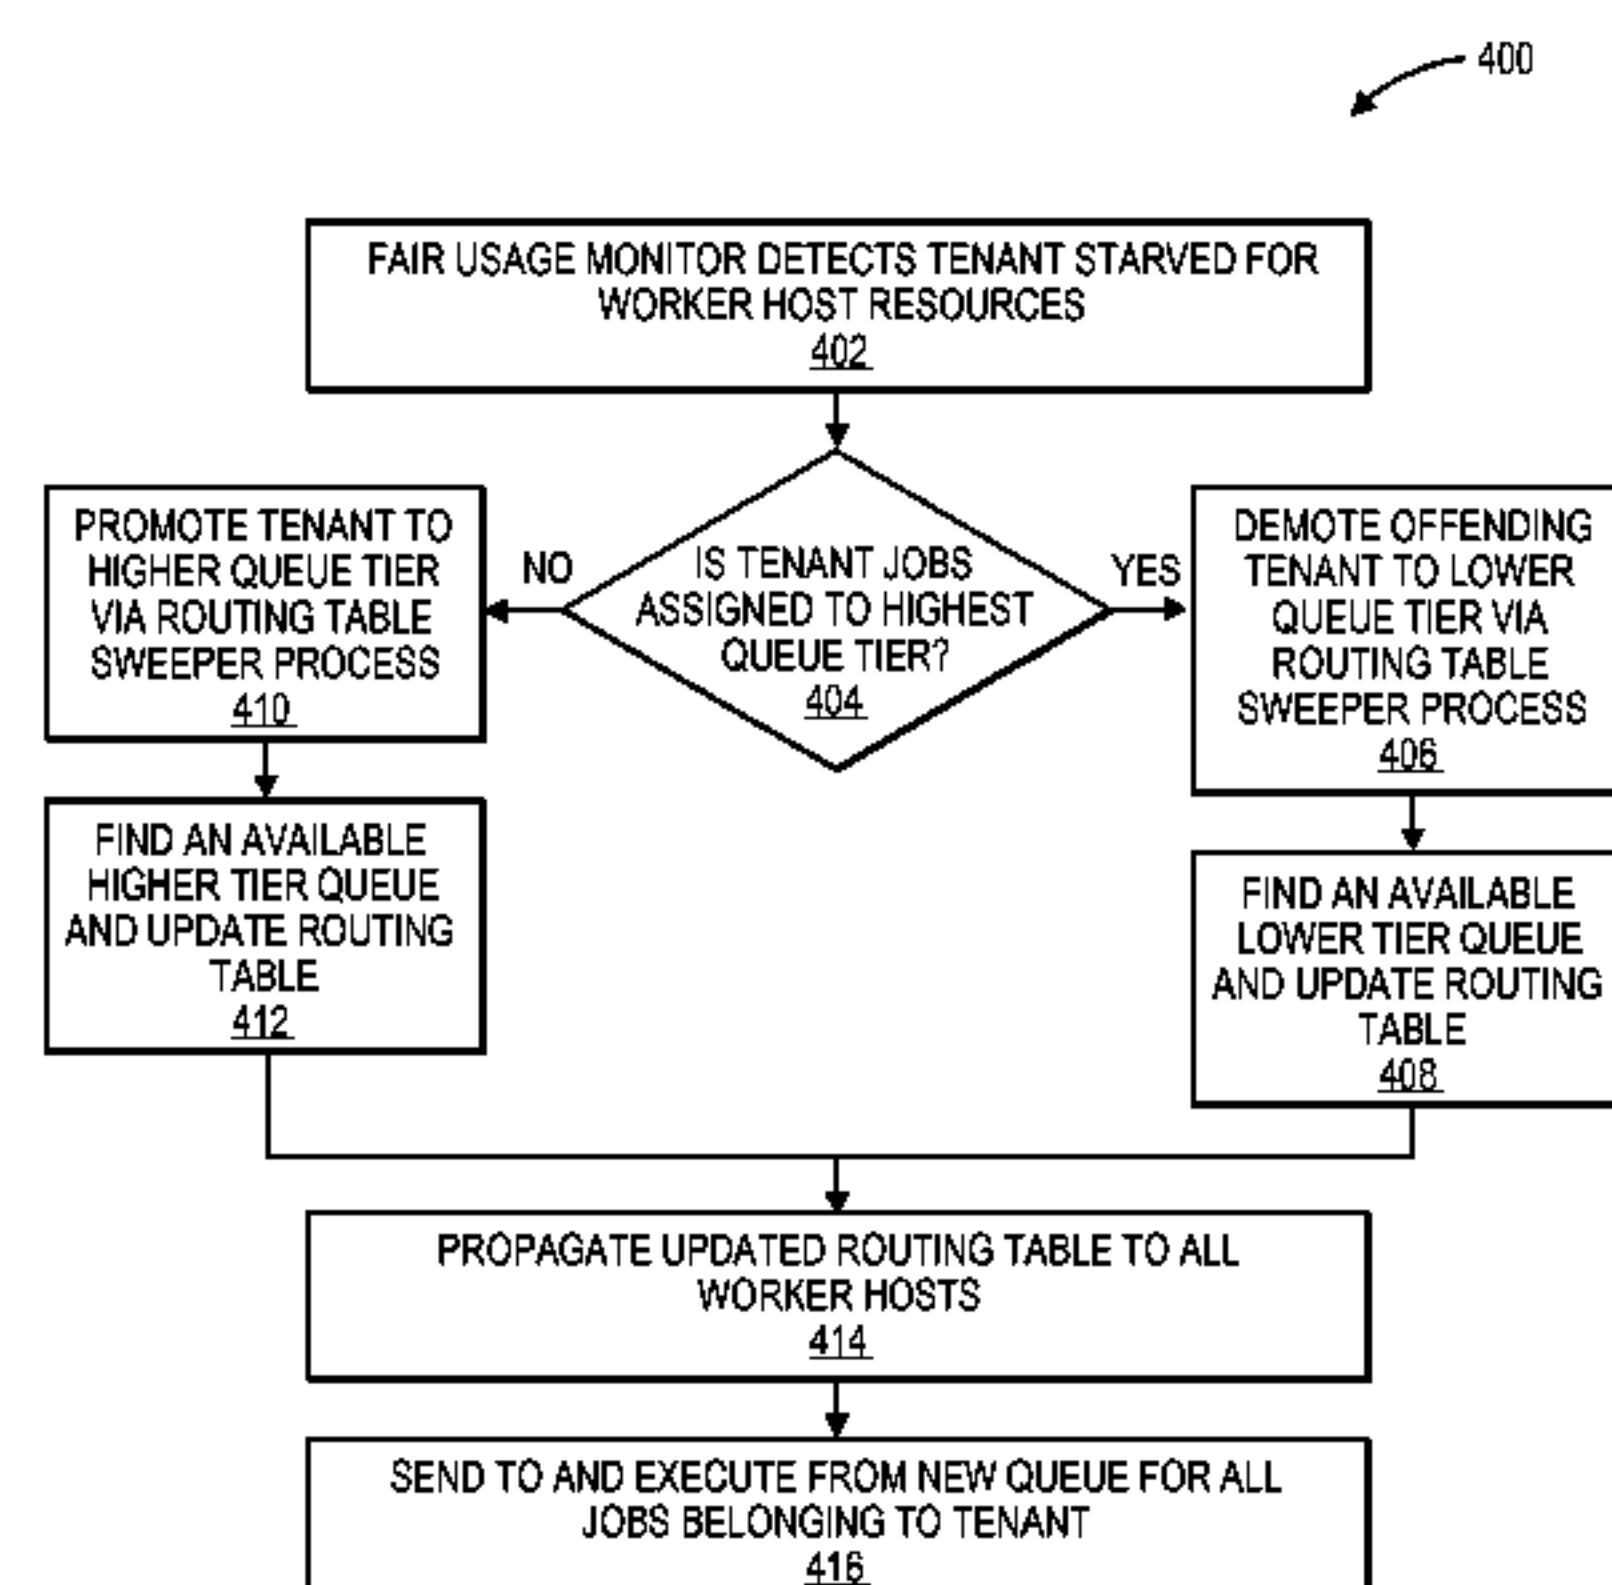 400
FAIR USAGE MONITOR DETECTS TENANT STARVED FOR
WORKER HOST RESOURCES
402
PROMOTE TENANT TO
HIGHER QUEUE TIER
VIA ROUTING TABLE
SWEEPER PROCESS
410
NO
IS TENANT JOBS
ASSIGNED TO HIGHEST
QUEUE TIER?
404
YES
DEMOTE OFFENDING
TENANT TO LOWER
QUEUE TIER VIA
ROUTING TABLE
SWEEPER PROCESS
406
FIND AN AVAILABLE
HIGHER TIER QUEUE
AND UPDATE ROUTING
TABLE
412
FIND AN AVAILABLE
LOWER TIER QUEUE
AND UPDATE ROUTING
TABLE
408
PROPAGATE UPDATED ROUTING TABLE TO ALL
WORKER HOSTS
414
SEND TO AND EXECUTE FROM NEW QUEUE FOR ALL
JOBS BELONGING TO TENANT
416